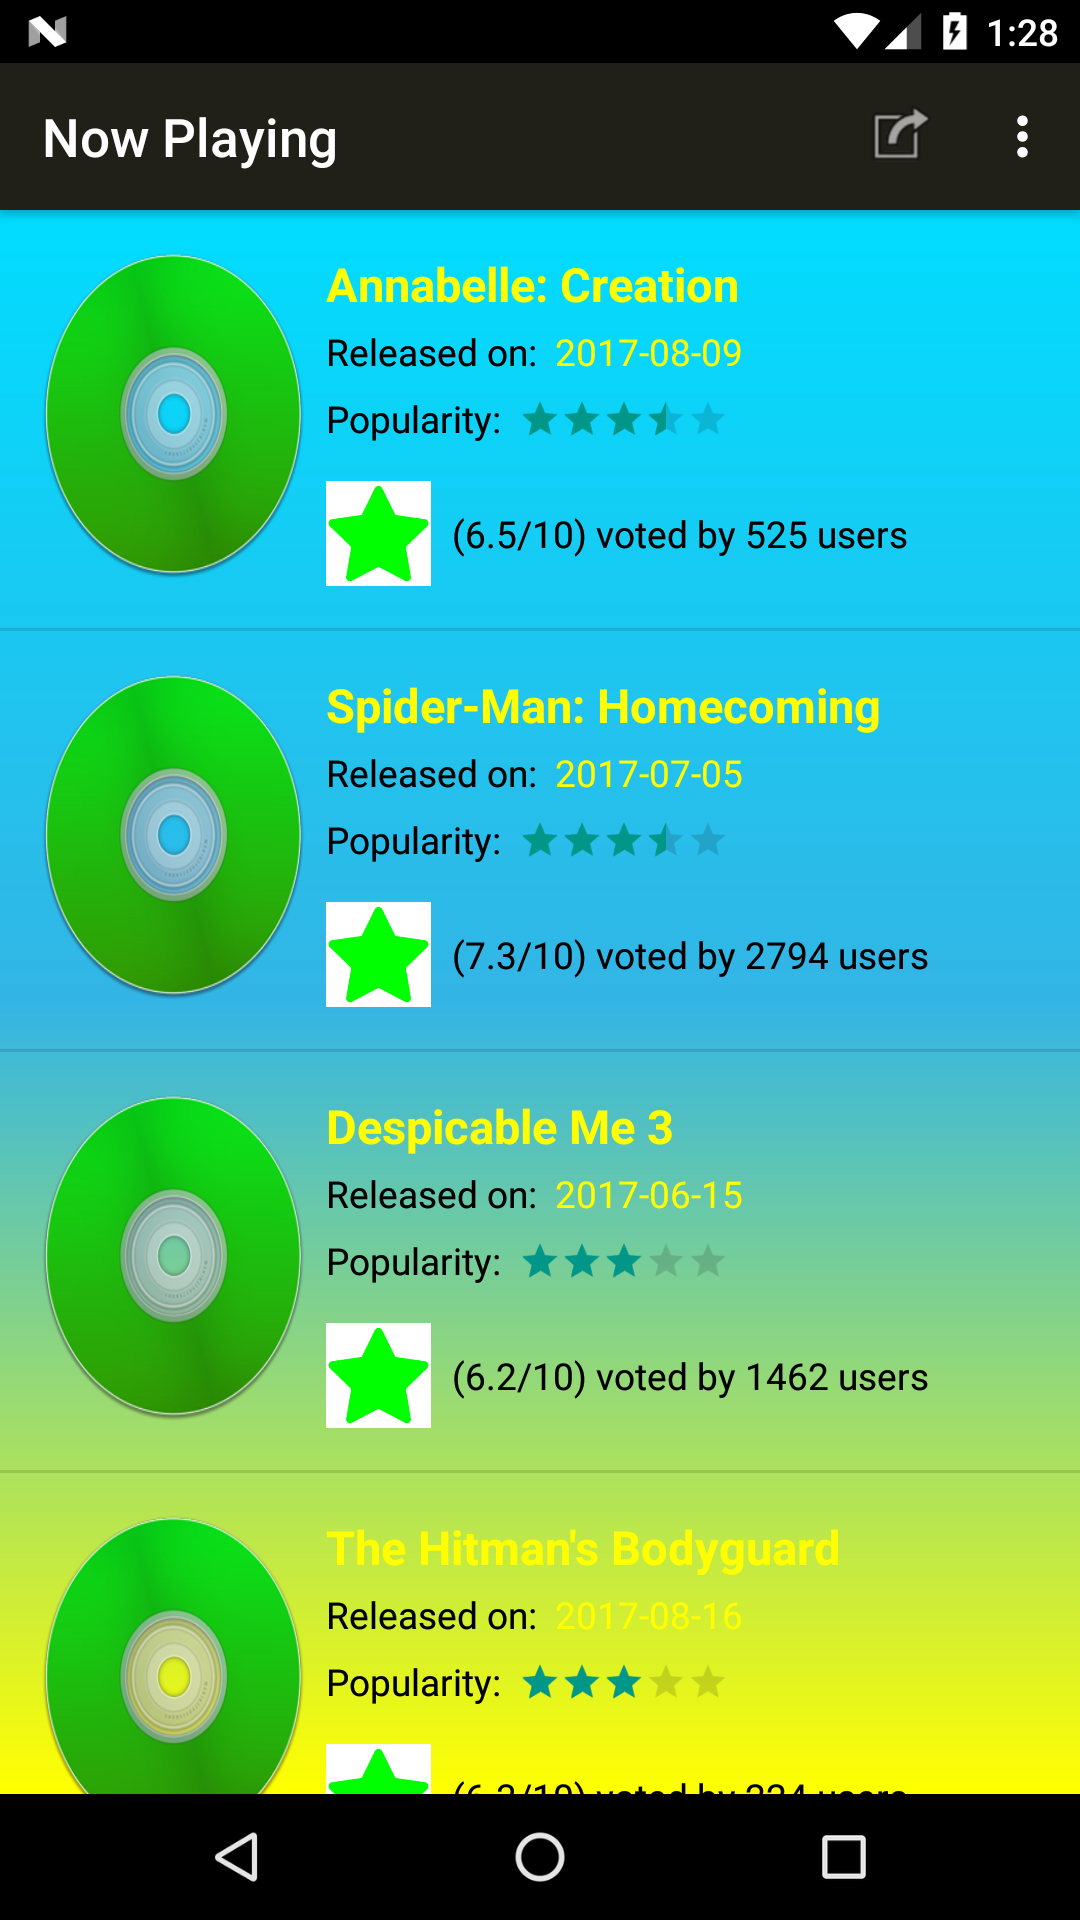 1:28
Now Playing
Annabelle: Creation
Released on: 2017-08-09
Popularity:
(6.5/10) voted by 525 users
Spider-Man: Homecoming
Released on: 2017-07-05
Popularity:
(7.3/10) voted by 2794 users
Despicable Me 3
Released on: 2017-06-15
Popularity:
(6.2/10) voted by 1462 users
The Hitman's Bodyguard
Released on: 2017-08-16
Popularity:
voted by users